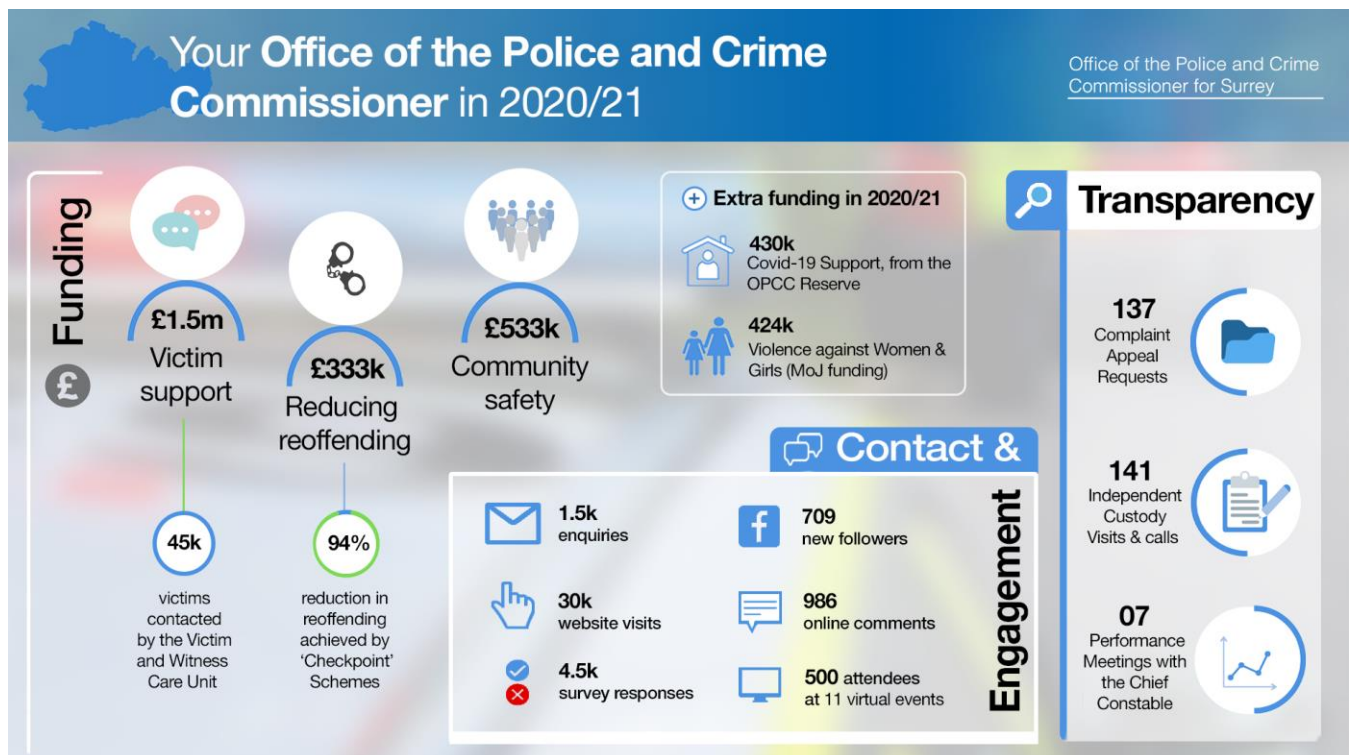 Your Office of the Police and Crime
Commissioner in 2020/21
Office of the Police and Crime
Commissioner for Surrey
£ Funding
£1.5m
Victim
support
45k
victims
contacted
by the Victim
and Witness
Care Unit
£333k
Reducing
reoffending
94%
reduction in
reoffending
achieved by
‘Checkpoint’
Schemes
£533k
Community
safety
Extra funding in 2020/21
430k
Covid-19 Support, from the
OPCC Reserve
424k
Violence against Women &
Girls (MoJ funding)
Contact &
Engagement
1.5k
enquiries
30k
website visits
4.5k
survey responses
f
709
new followers
986
online comments
500 attendees
at 11 virtual events
Transparency
137
Complaint
Appeal
Requests
141
Independent
Custody
Visits & calls
07
Performance
Meetings with
the Chief
Constable